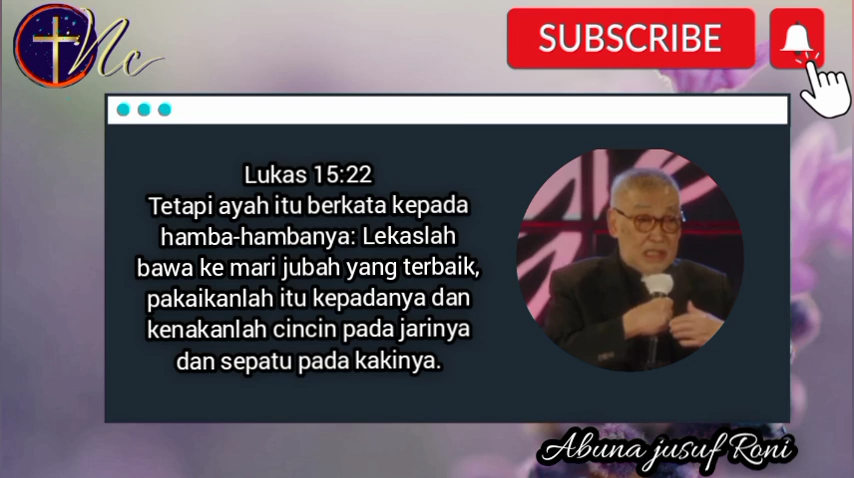 Nc
SUBSCRIBE
Lukas 15:22
Tetapi ayah itu berkata kepada
hamba-hambanya: Lekaslah
bawa ke mari jubah yang terbaik,
pakaikanlah itu kepadanya dan
kenakanlah cincin pada jarinya
dan sepatu pada kakinya.
Abuna jusuf Roni